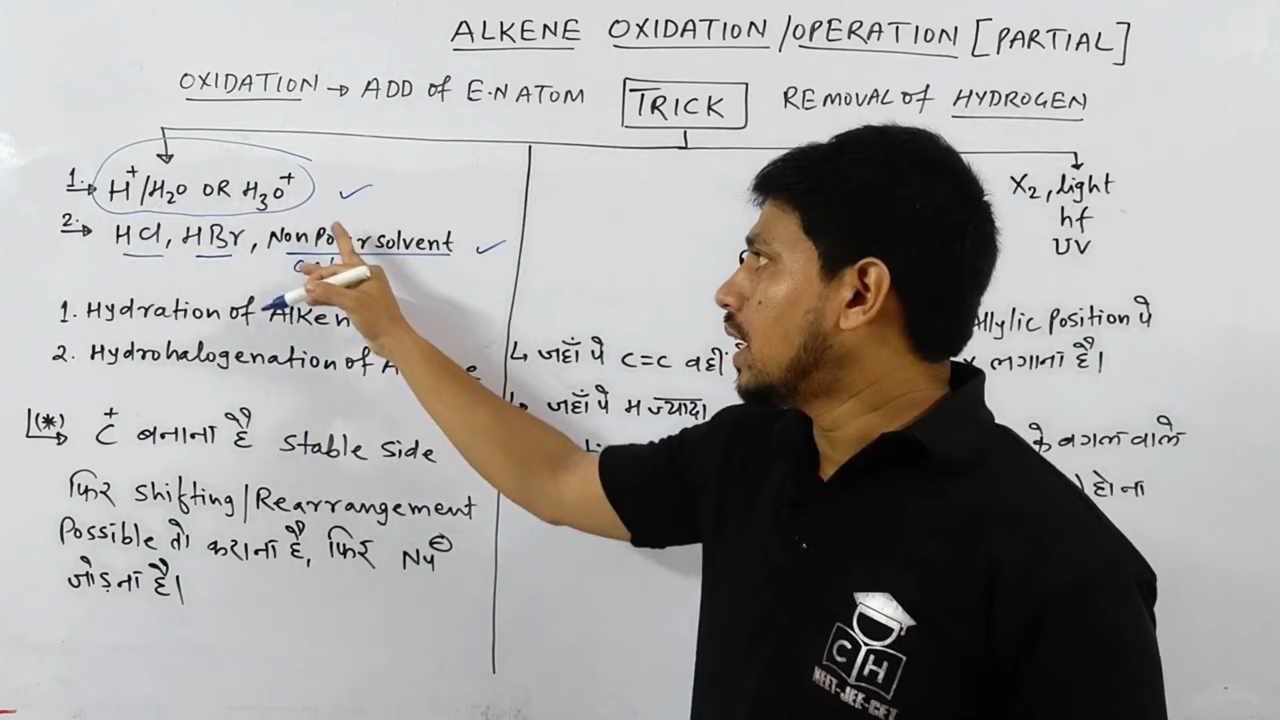 ALKENE OXIDATION/OPERATION [PARTIAL]
OXIDATION → ADD of E.N ATOM
TRICK
REMOVAL of HYDROGEN
1. → H⁺/H₂O OR H₃O⁺ ✓
2. → HCl, HBr, Non Polar solvent ✓
1. Hydration of Alken
2. Hydrohalogenation of A
(*) → C⁺ बनाना है Stable Side
फिर Shifting/Rearrangement
Possible तो कराना है, फिर Nu⊖
जोड़ना है।
↳ जहाँ पे C=C वहीं
↳ जहाँ पे म ज्यादा
X₂, light
hf
UV
Allylic Position पे
X लगाना है।
के बगल वाले
होना
CH
NEET-JEE-CET